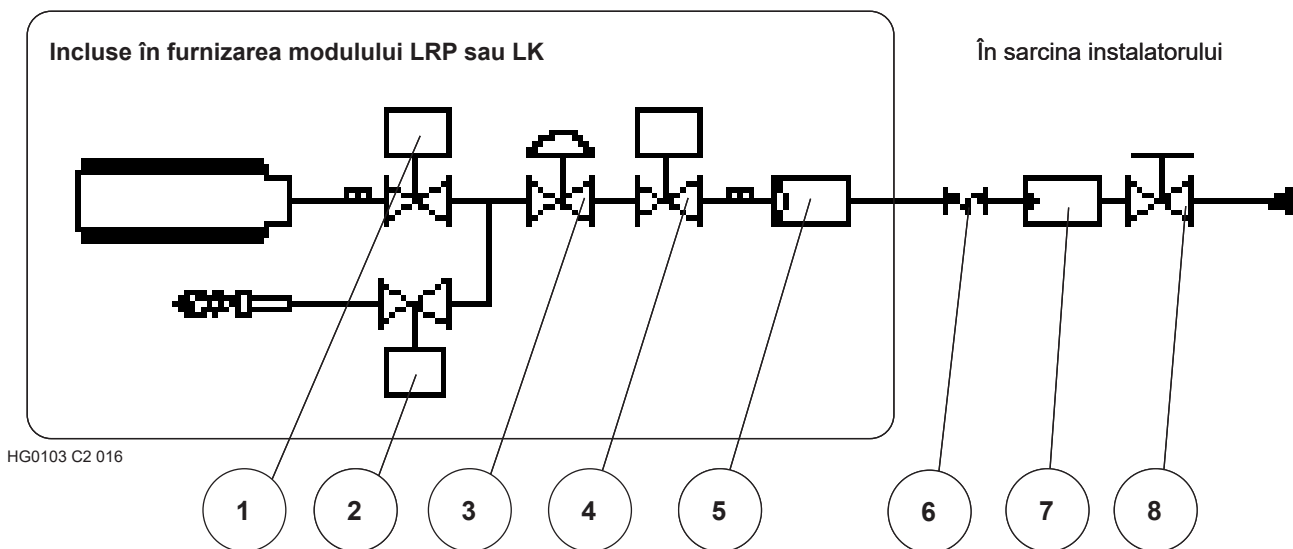 Incluse în furnizarea modulului LRP sau LK
În sarcina instalatorului
HG0103 C2 016
1 2 3 4 5 6 7 8